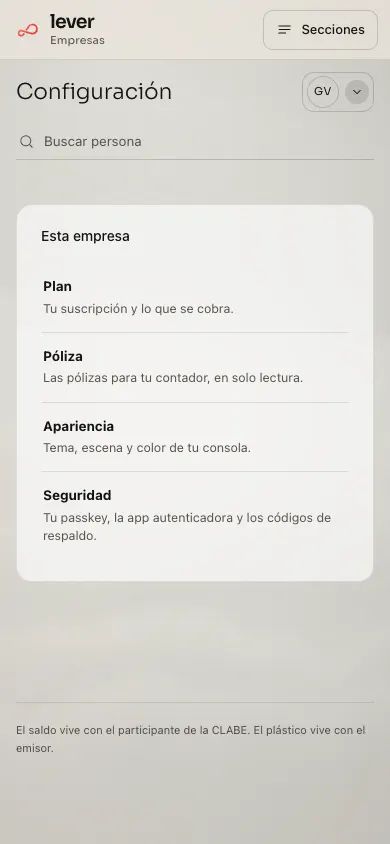 lever
Empresas
Secciones
Configuración
GV
Buscar persona
Esta empresa
Plan
Tu suscripción y lo que se cobra.
Póliza
Las pólizas para tu contador, en solo lectura.
Apariencia
Tema, escena y color de tu consola.
Seguridad
Tu passkey, la app autenticadora y los códigos de
respaldo.
El saldo vive con el participante de la CLABE. El plástico vive con el
emisor.